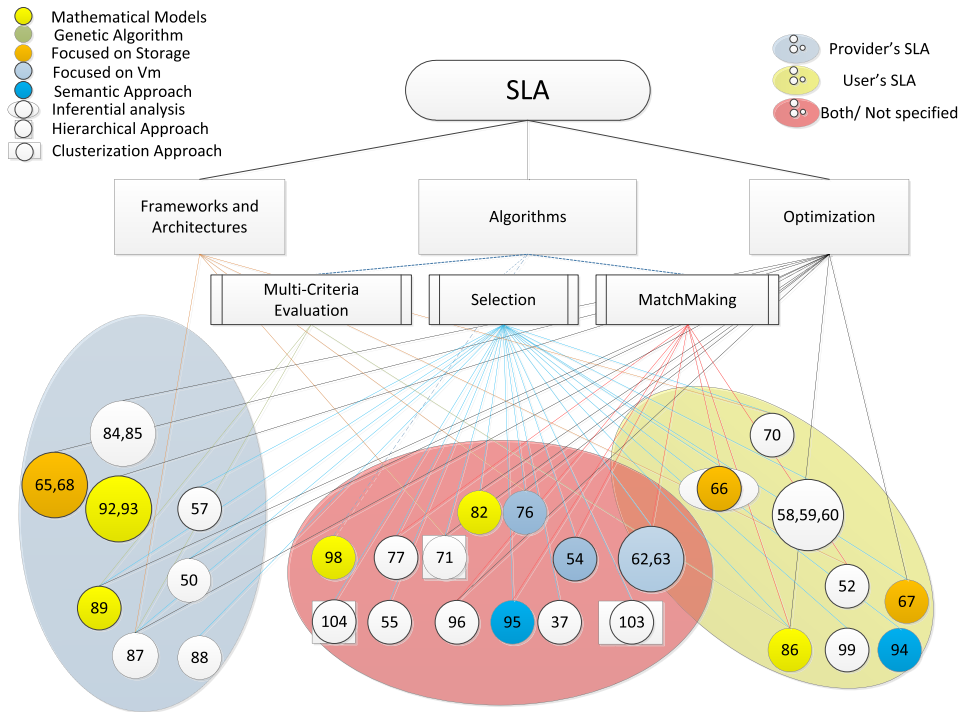 Mathematical Models
Genetic Algorithm
Focused on Storage
Focused on Vm
Semantic Approach
Inferential analysis
Hierarchical Approach
Clusterization Approach
Provider's SLA
User's SLA
Both/ Not specified
SLA
Frameworks and
Architectures
Algorithms
Optimization
Multi-Criteria
Evaluation
Selection
MatchMaking
84,85
65,68
92,93
57
50
89
87
88
82
76
98
77
71
54
62,63
104
55
96
95
37
103
70
66
58,59,60
52
67
86
99
94